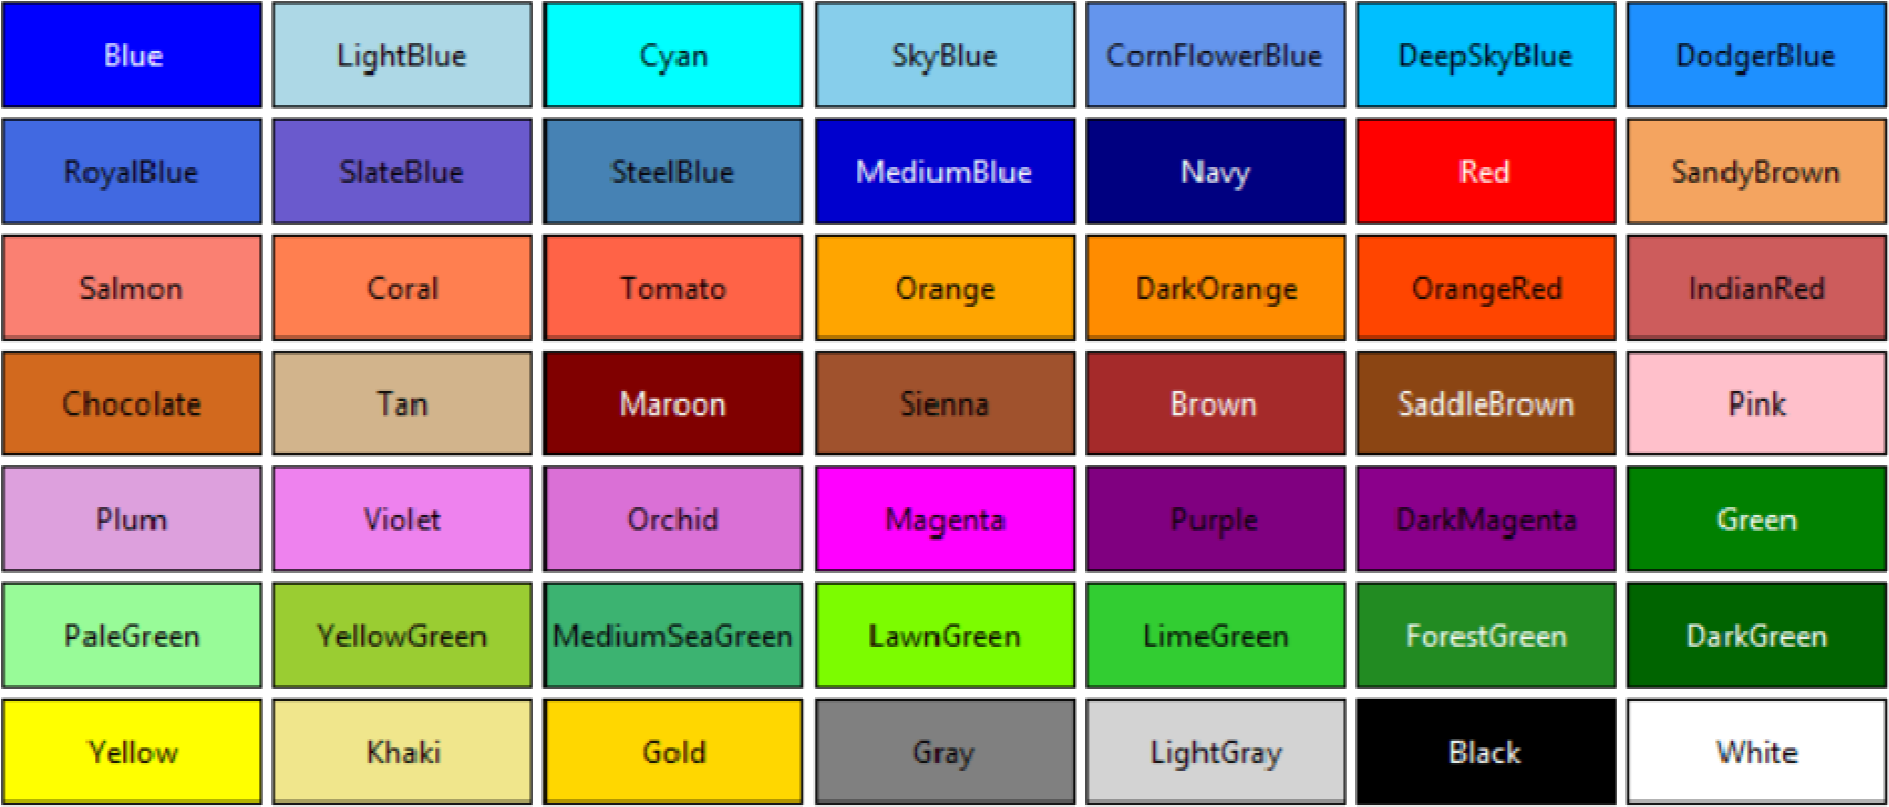 Blue LightBlue Cyan SkyBlue CornFlowerBlue DeepSkyBlue DodgerBlue
RoyalBlue SlateBlue SteelBlue MediumBlue Navy Red SandyBrown
Salmon Coral Tomato Orange DarkOrange OrangeRed IndianRed
Chocolate Tan Maroon Sienna Brown SaddleBrown Pink
Plum Violet Orchid Magenta Purple DarkMagenta Green
PaleGreen YellowGreen MediumSeaGreen LawnGreen LimeGreen ForestGreen DarkGreen
Yellow Khaki Gold Gray LightGray Black White